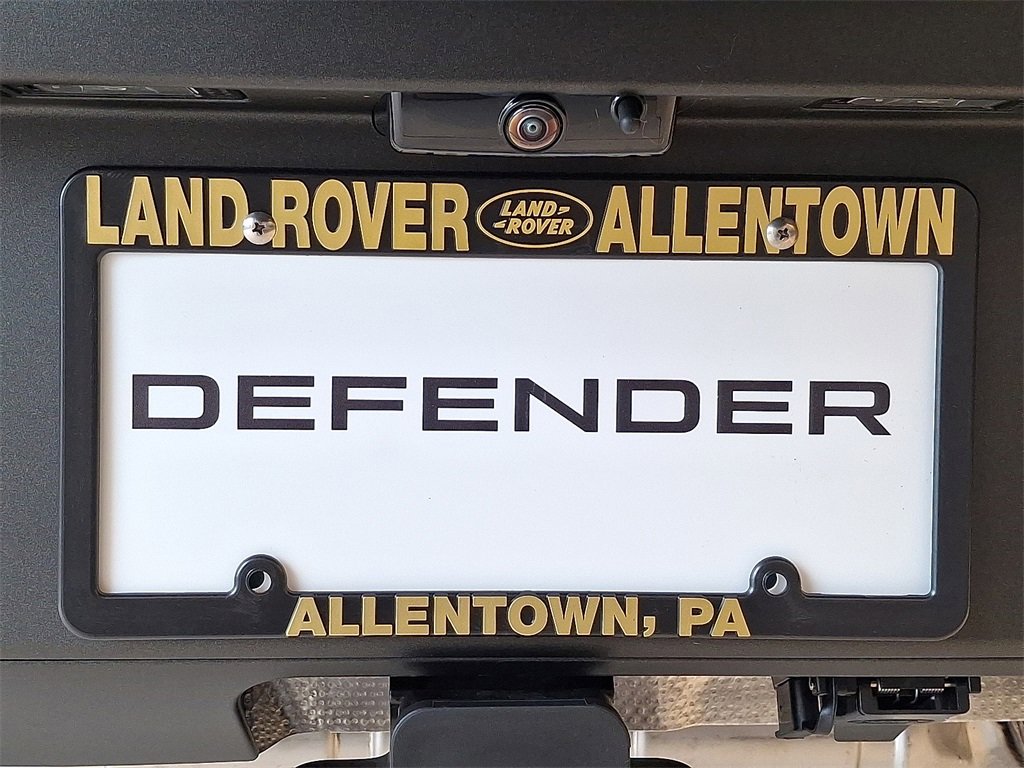 LAND ROVER LAND- ALLENTOWN
-ROVER
DEFENDER
ALLENTOWN, PA